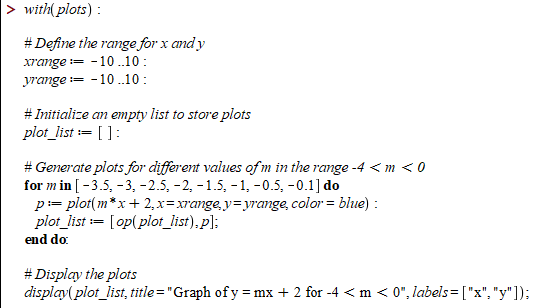 > with(plots) :
# Define the range for x and y
xrange := -10 ..10 :
yrange := -10 ..10 :
# Initialize an empty list to store plots
plot_list := [ ] :
# Generate plots for different values of m in the range -4 < m < 0
for m in [ -3.5, -3, -2.5, -2, -1.5, -1, -0.5, -0.1] do
p := plot(m*x + 2, x=xrange, y=yrange, color = blue) :
plot_list := [op(plot_list), p];
end do:
# Display the plots
display(plot_list, title="Graph of y = mx + 2 for -4 < m < 0", labels=["x", "y"]);